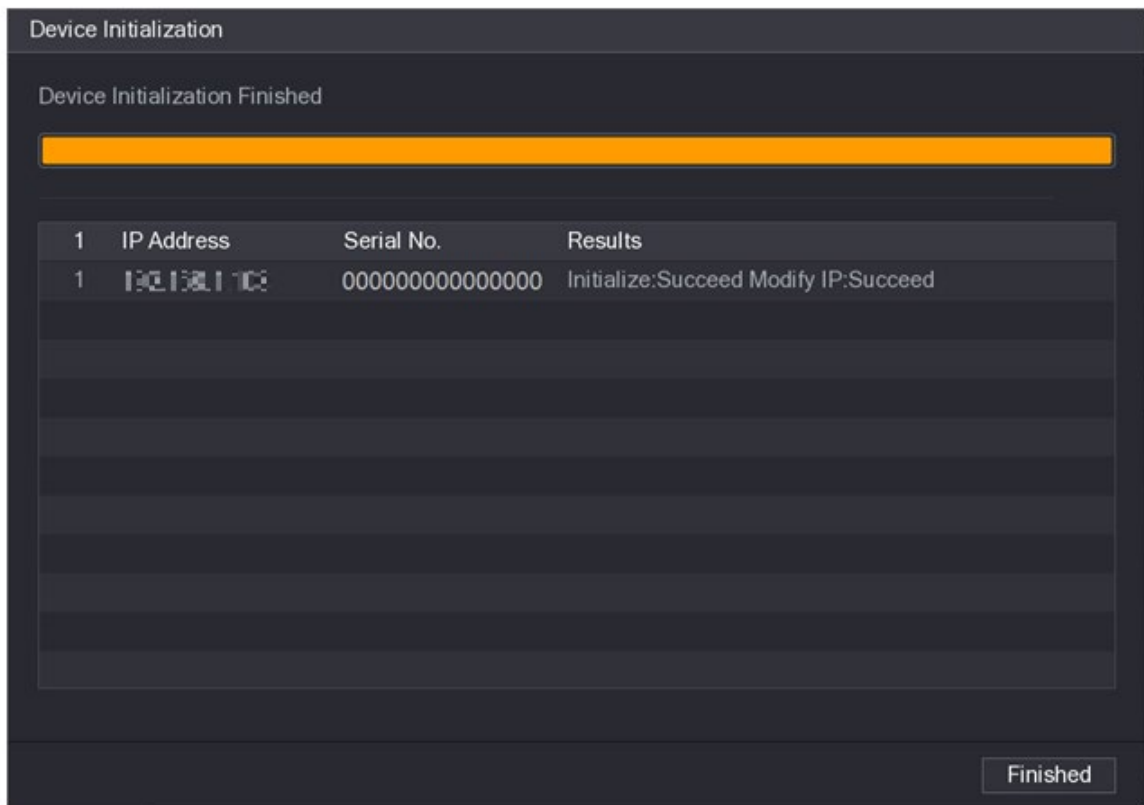 Device Initialization
Device Initialization Finished
1 IP Address Serial No. Results
1 000000000000000 Initialize:Succeed Modify IP:Succeed
Finished